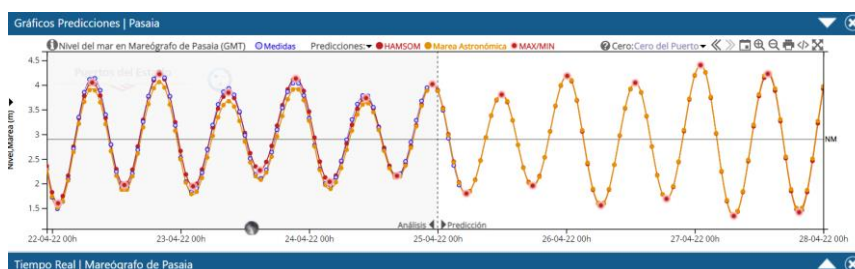 Gráficos Predicciones | Pasaia
Nivel del mar en Mareógrafo de Pasaia (GMT) Medidas Predicciones: HAMSOM Marea Astronómica MAX/MIN Cero:Cero del Puerto
Puertos del Estado
4.5
4
3.5
3
2.5
2
1.5
Nivel,Marea (m)
NM
Análisis Predicción
22-04-22 00h 23-04-22 00h 24-04-22 00h 25-04-22 00h 26-04-22 00h 27-04-22 00h 28-04-22 00h
Tiempo Real | Mareógrafo de Pasaia